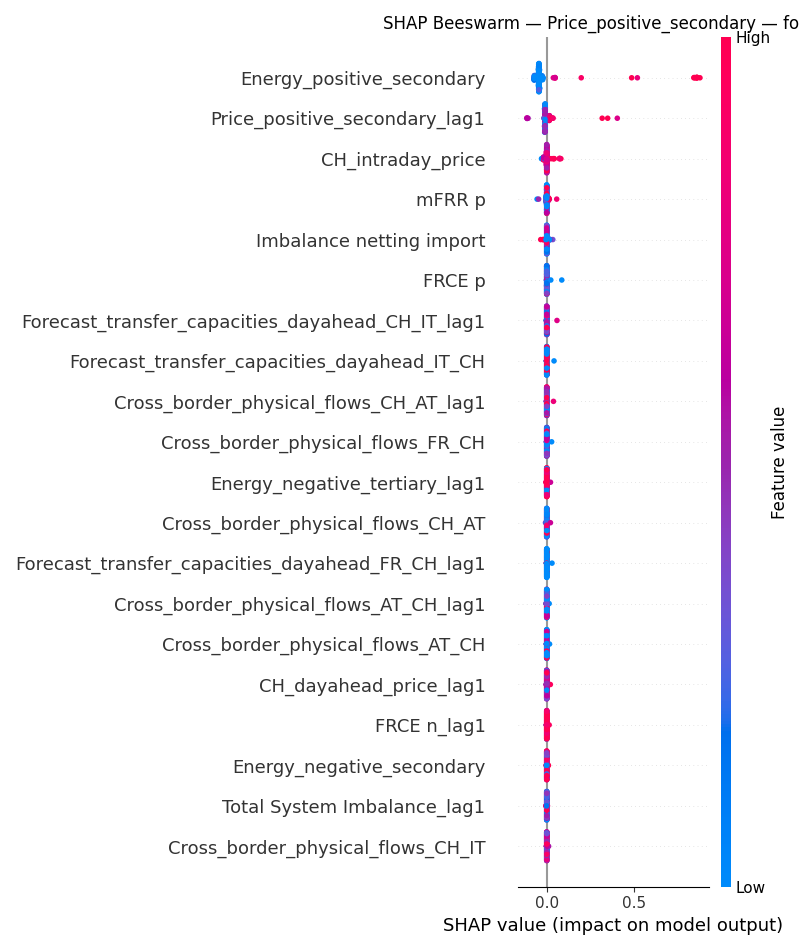 SHAP Beeswarm — Price_positive_secondary — fo
High
Energy_positive_secondary
Price_positive_secondary_lag1
CH_intraday_price
mFRR p
Imbalance netting import
FRCE p
Forecast_transfer_capacities_dayahead_CH_IT_lag1
Forecast_transfer_capacities_dayahead_IT_CH
Cross_border_physical_flows_CH_AT_lag1
Cross_border_physical_flows_FR_CH
Energy_negative_tertiary_lag1
Cross_border_physical_flows_CH_AT
Forecast_transfer_capacities_dayahead_FR_CH_lag1
Cross_border_physical_flows_AT_CH_lag1
Cross_border_physical_flows_AT_CH
CH_dayahead_price_lag1
FRCE n_lag1
Energy_negative_secondary
Total System Imbalance_lag1
Cross_border_physical_flows_CH_IT
Feature value
Low
0.0 0.5
SHAP value (impact on model output)